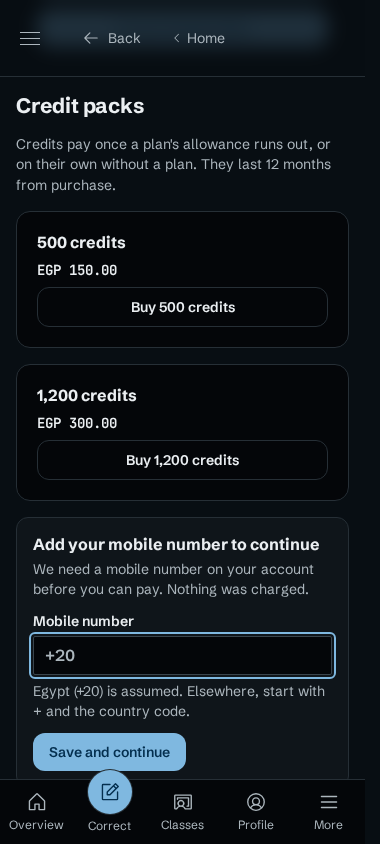 Back
Home
Credit packs
Credits pay once a plan's allowance runs out, or
on their own without a plan. They last 12 months
from purchase.
500 credits
EGP 150.00
Buy 500 credits
1,200 credits
EGP 300.00
Buy 1,200 credits
Add your mobile number to continue
We need a mobile number on your account
before you can pay. Nothing was charged.
Mobile number
+20
Egypt (+20) is assumed. Elsewhere, start with
+ and the country code.
Save and continue
Overview
Correct
Classes
Profile
More